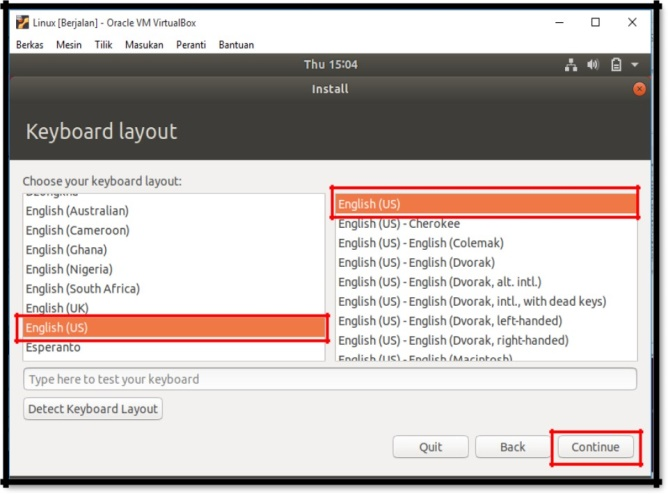 Linux [Berjalan] - Oracle VM VirtualBox
Berkas Mesin Tilik Masukan Peranti Bantuan
Thu 15:04
Install
Keyboard layout
Choose your keyboard layout:
Dzongkha
English (Australian)
English (Cameroon)
English (Ghana)
English (Nigeria)
English (South Africa)
English (UK)
English (US)
Esperanto
English (US)
English (US) - Cherokee
English (US) - English (Colemak)
English (US) - English (Dvorak)
English (US) - English (Dvorak, alt. intl.)
English (US) - English (Dvorak, intl., with dead keys)
English (US) - English (Dvorak, left-handed)
English (US) - English (Dvorak, right-handed)
English (US) - English (Macintosh)
Type here to test your keyboard
Detect Keyboard Layout
Quit Back Continue